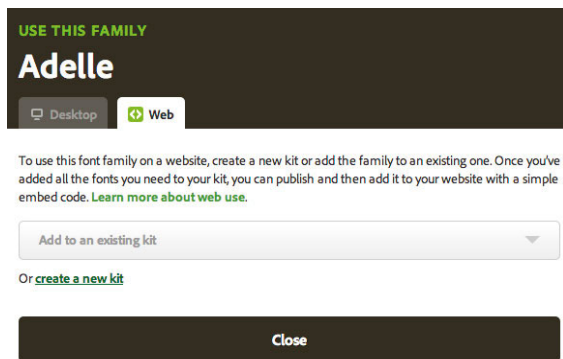 USE THIS FAMILY
Adelle
Desktop
Web
To use this font family on a website, create a new kit or add the family to an existing one. Once you've
added all the fonts you need to your kit, you can publish and then add it to your website with a simple
embed code. Learn more about web use.
Add to an existing kit
Or create a new kit
Close